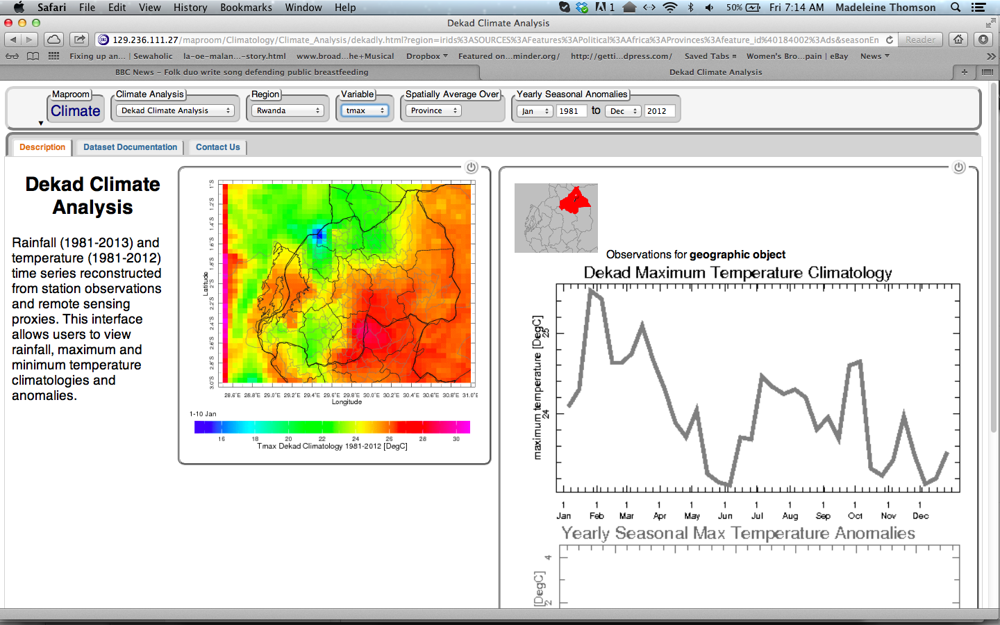 Safari File Edit View History Bookmarks Window Help 1 50% Fri 7:14 AM Madeleine Thomson
Dekad Climate Analysis
129.236.111.27/maproom/Climatology/Climate_Analysis/dekadly.html?region=irids%3ASOURCES%3AFeatures%3APolitical%3AAfrica%3AProvinces%3Afeature_id%40184002%3Ads&seasonEn Reader
Fixing up an... | Sewaholic la-oe-malan...-story.html www.broad...he+Musical Dropbox Featured on...minder.org/ http://getti...dpress.com/ Saved Tabs Women's Bro...pain | eBay News
BBC News – Folk duo write song defending public breastfeeding Dekad Climate Analysis
Maproom Climate Analysis Region Variable Spatially Average Over Yearly Seasonal Anomalies
Climate Dekad Climate Analysis Rwanda tmax Province Jan 1981 to Dec 2012
Description Dataset Documentation Contact Us
Dekad Climate
Analysis
Rainfall (1981-2013) and
temperature (1981-2012)
time series reconstructed
from station observations
and remote sensing
proxies. This interface
allows users to view
rainfall, maximum and
minimum temperature
climatologies and
anomalies.
1°S
1.2°S
1.4°S
1.6°S
1.8°S
2°S
2.2°S
2.4°S
2.6°S
2.8°S
3.0°S
Latitude
28.6°E 28.8°E 29.0°E 29.2°E 29.4°E 29.6°E 29.8°E 30.0°E 30.2°E 30.4°E 30.6°E 30.8°E 31.0°E
Longitude
1-10 Jan
16 18 20 22 24 26 28 30
Tmax Dekad Climatology 1981-2012 [DegC]
Observations for geographic object
Dekad Maximum Temperature Climatology
maximum temperature [DegC]
25
24
1 1 1 1 1 1 1 1 1 1 1 1
Jan Feb Mar Apr May Jun Jul Aug Sep Oct Nov Dec
Yearly Seasonal Max Temperature Anomalies
4
2
[DegC]